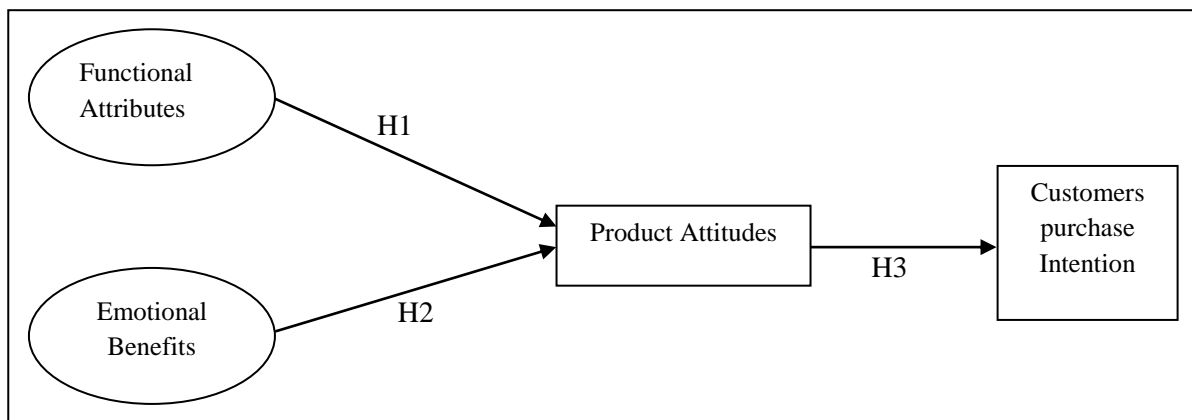 Functional
Attributes
H1
Product Attitudes
Customers
purchase
Intention
H3
H2
Emotional
Benefits